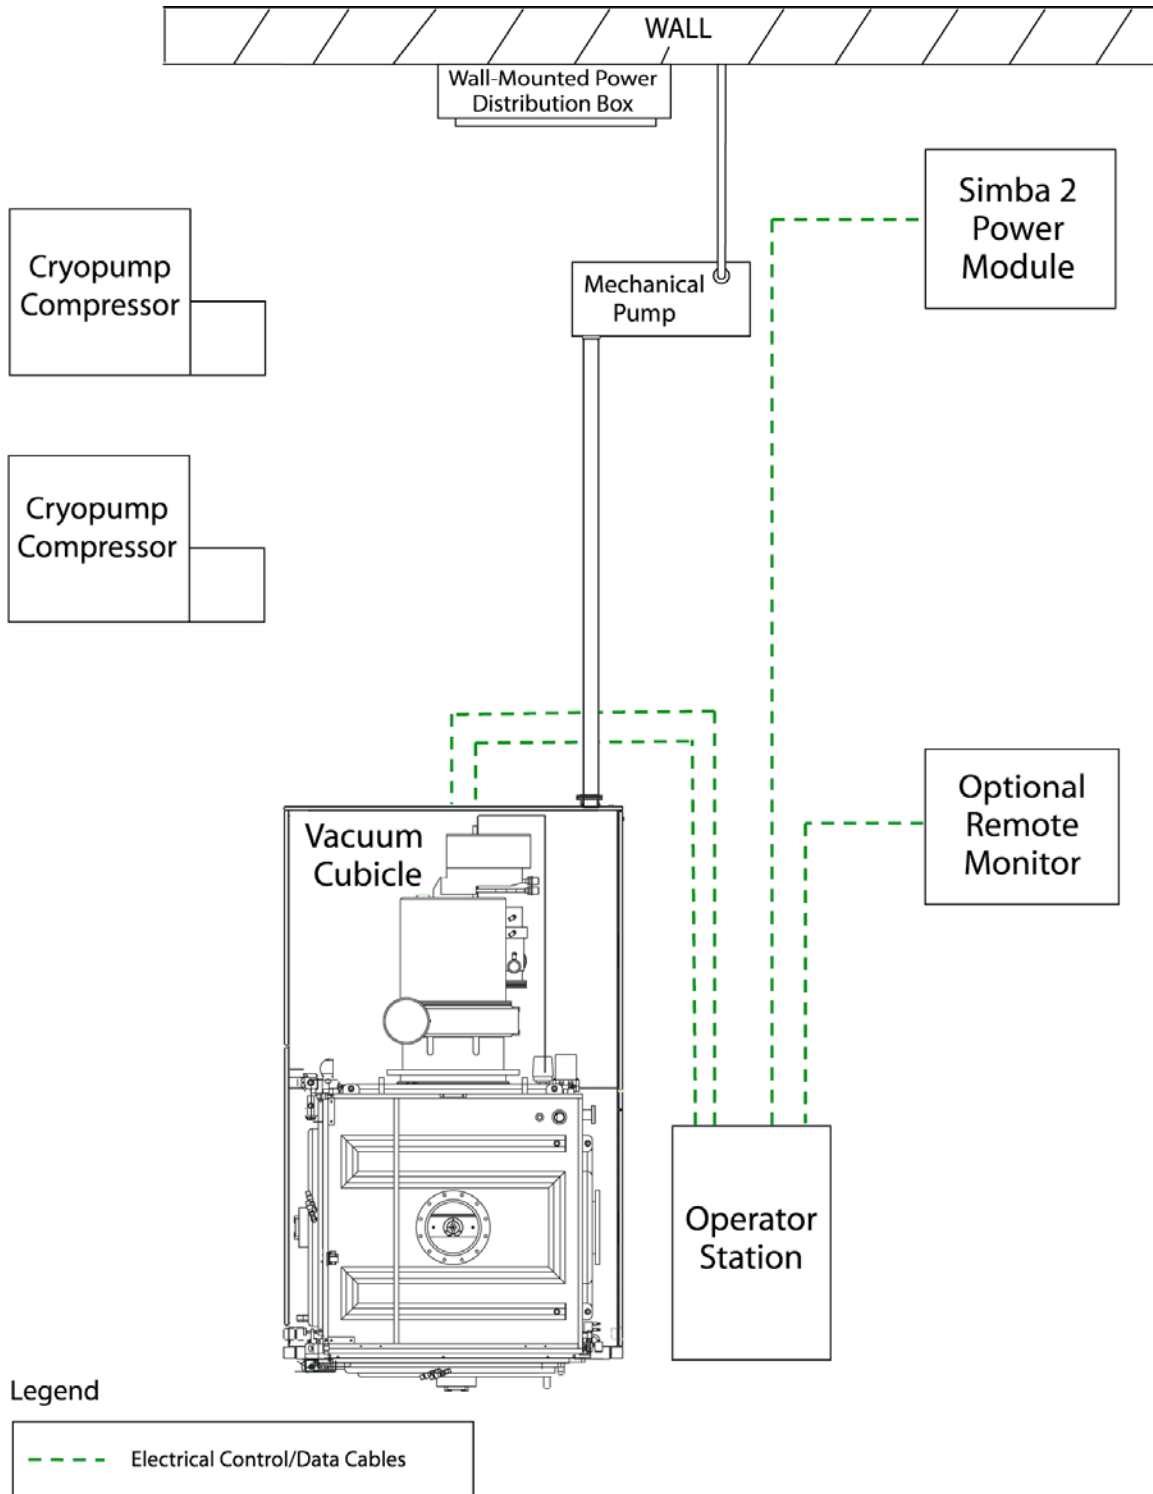 WALL
Wall-Mounted Power
Distribution Box
Simba 2
Power
Module
Cryopump
Compressor
Mechanical
Pump
Cryopump
Compressor
Optional
Remote
Monitor
Vacuum
Cubicle
Operator
Station
Legend
Electrical Control/Data Cables